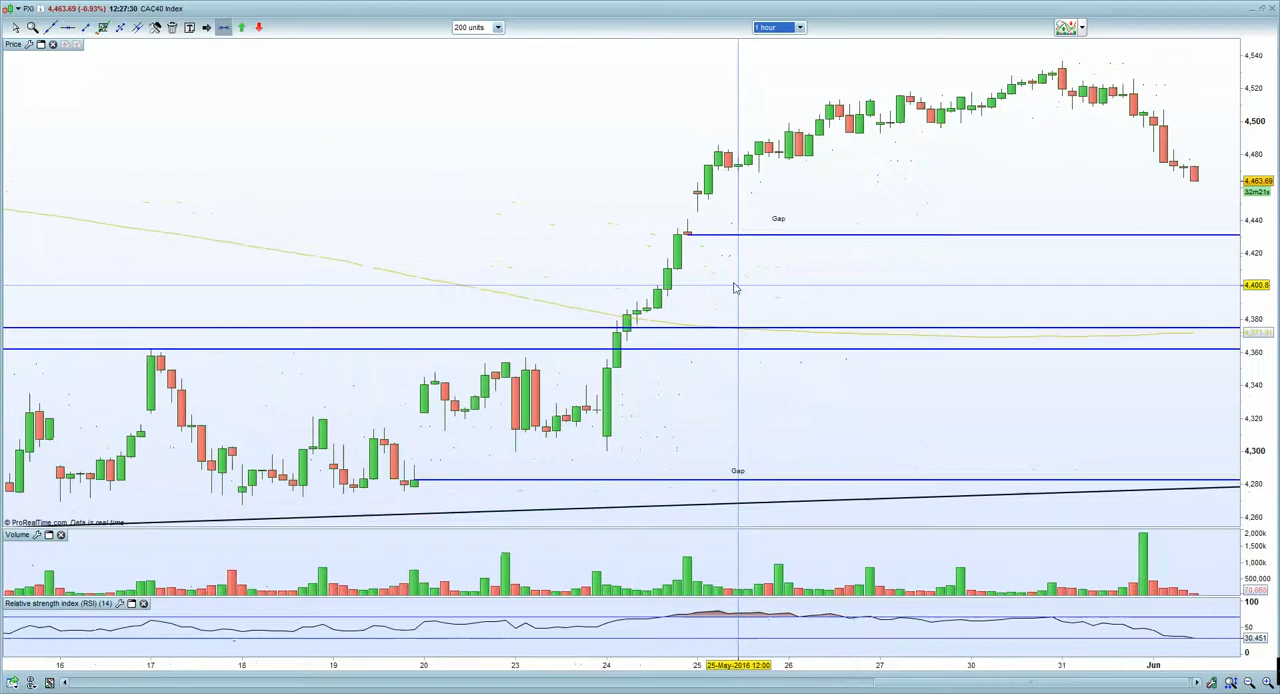 PXI 4,463.69 (-0.93%) 12:27:30 CAC40 Index
200 units
1 hour
Price
4,540
4,520
4,500
4,480
4,463.69
32m21s
4,440
4,420
4,400.8
4,380
4,360
4,340
4,320
4,300
4,280
4,260
Gap
Gap
© ProRealTime.com Data is real time
Volume
2,000k
1,500k
1,000k
500,000
Relative strength index (RSI) (14)
100
50
30.451
0
16 17 18 19 20 23 24 25 25-May-2016 12:00 26 27 30 31 Jun